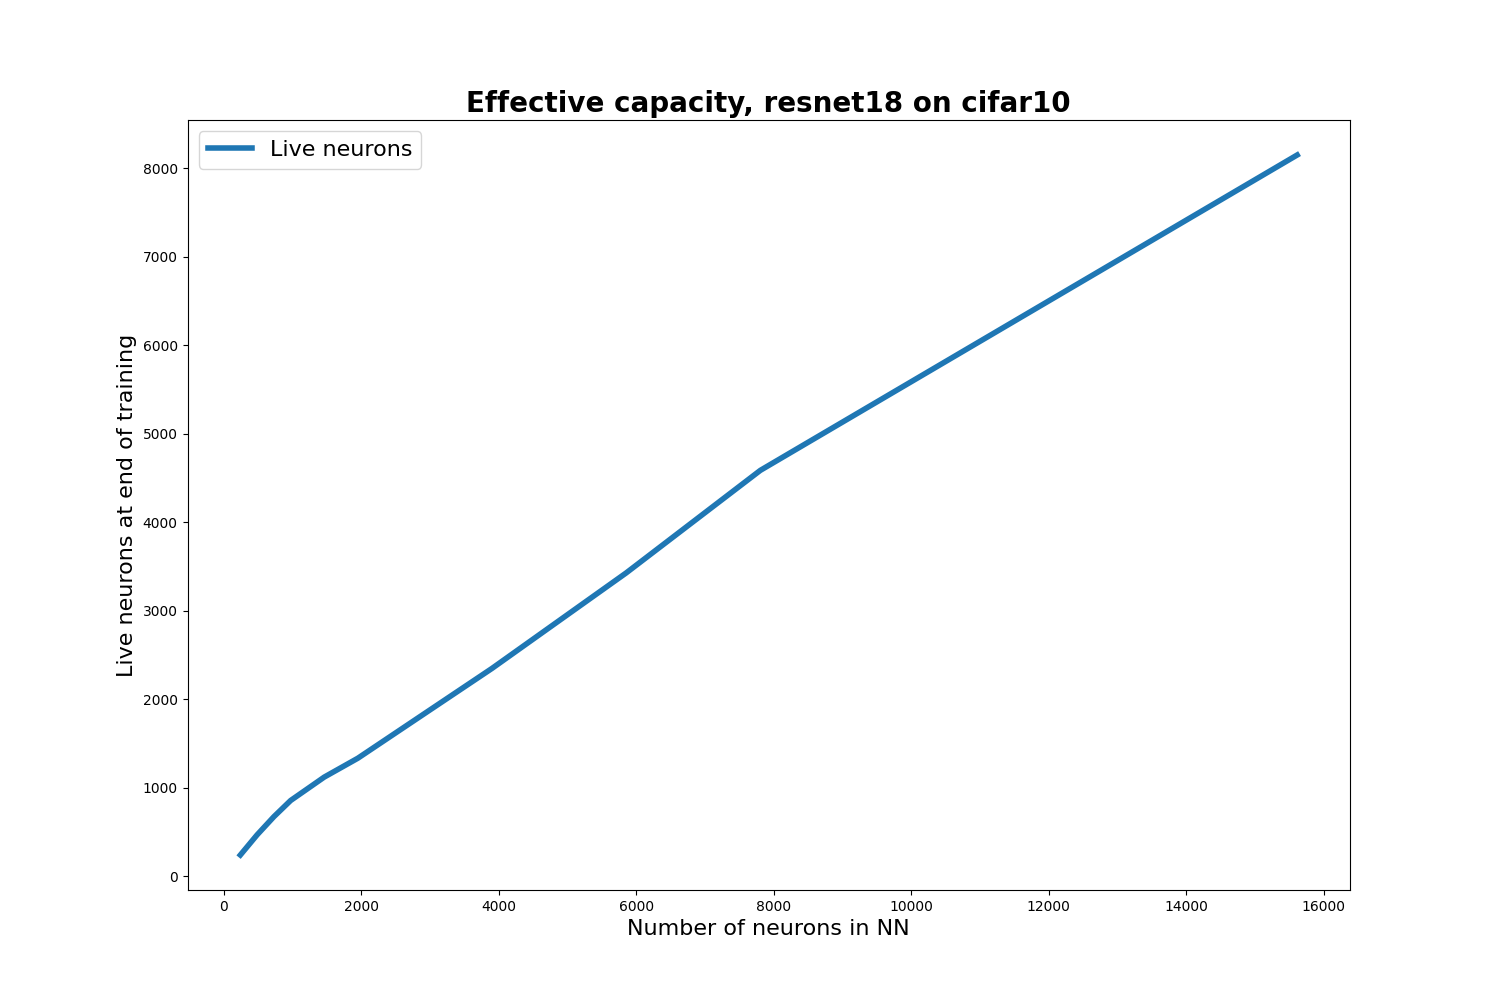 Effective capacity, resnet18 on cifar10
Live neurons
8000
7000
6000
5000
4000
3000
2000
1000
0
Live neurons at end of training
0 2000 4000 6000 8000 10000 12000 14000 16000
Number of neurons in NN